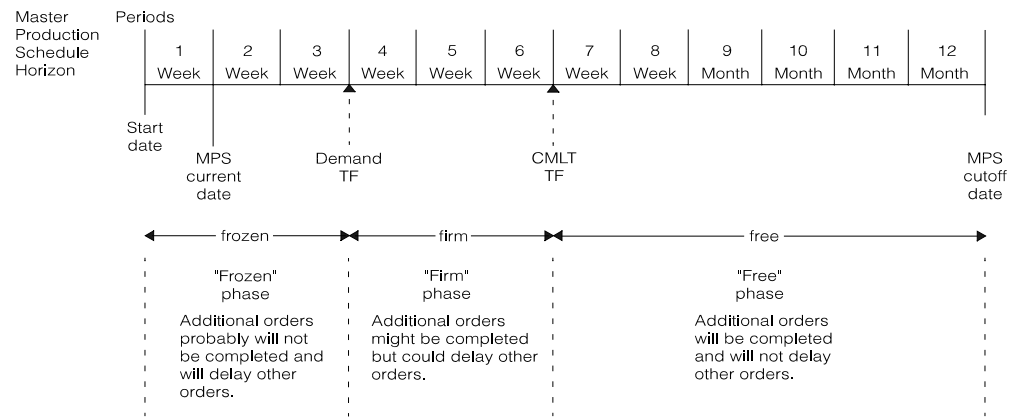 Master
Production
Schedule
Horizon
Periods
1 2 3 4 5 6 7 8 9 10 11 12
Week Week Week Week Week Week Week Week Month Month Month Month
Start
date
MPS
current
date
Demand
TF
CMLT
TF
MPS
cutoff
date
frozen firm free
"Frozen"
phase
Additional orders
probably will not
be completed and
will delay other
orders.
"Firm"
phase
Additional orders
might be completed
but could delay other
orders.
"Free"
phase
Additional orders
will be completed
and will not delay
other orders.